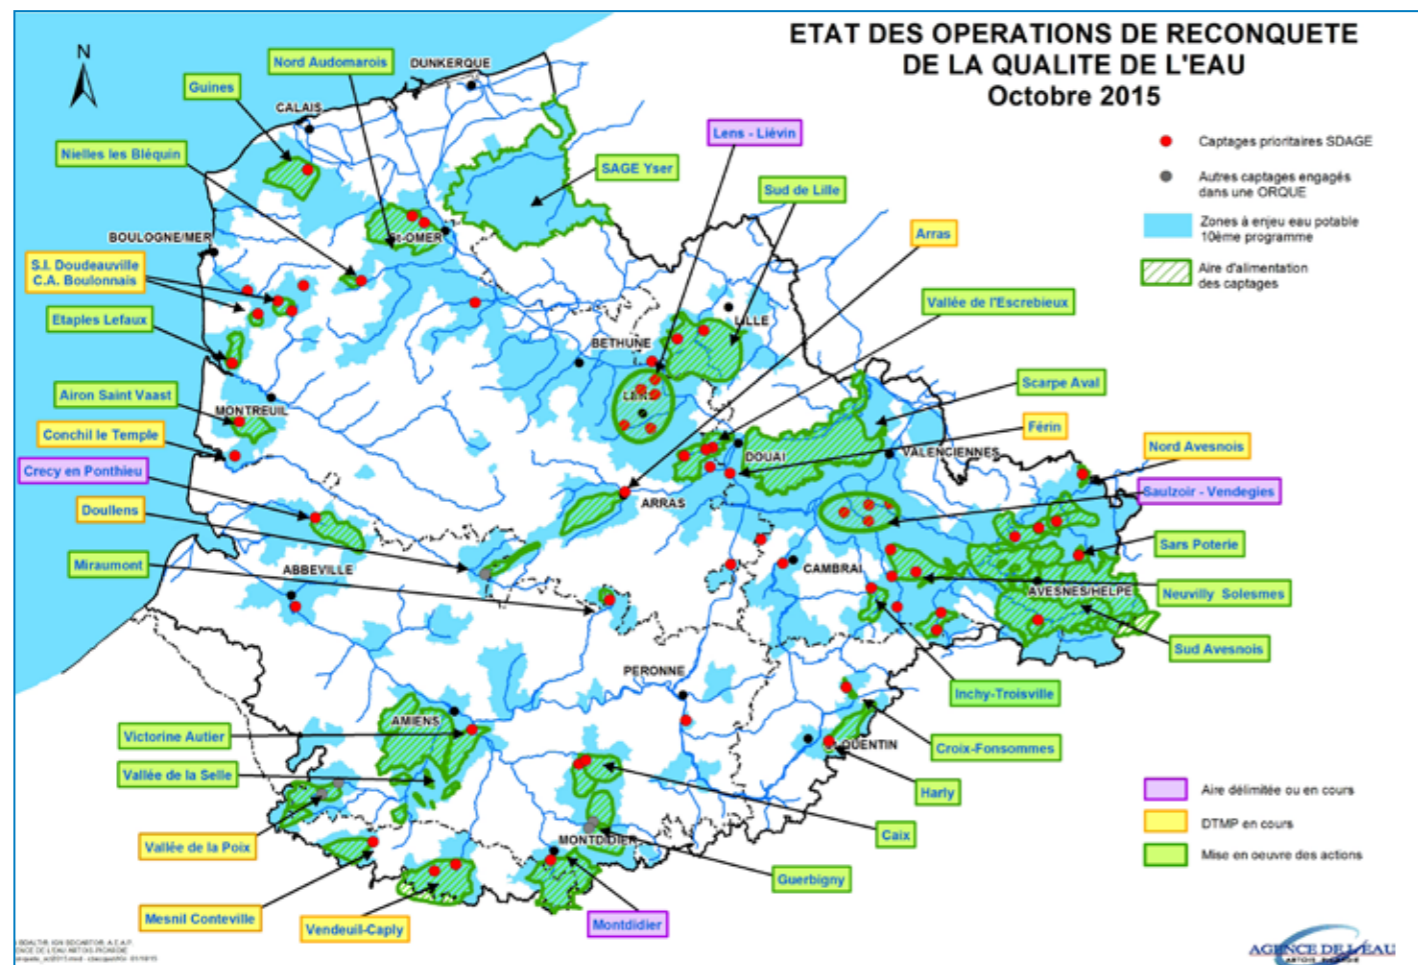 ETAT DES OPERATIONS DE RECONQUETE
DE LA QUALITE DE L'EAU
Octobre 2015
N
Nord Audomarois
DUNKERQUE
Guines
CALAIS
Lens - Liévin
Captages prioritaires SDAGE
Nielles les Bléquin
SAGE Yser
Sud de Lille
Autres captages engagés
dans une ORQUE
Zones à enjeu eau potable
10ème programme
Aire d'alimentation
des captages
BOULOGNE/MER
St-OMER
Arras
S.I. Doudeauville
C.A. Boulonnais
Vallée de l'Escrebieux
Etaples Lefaux
LILLE
BETHUNE
Scarpe Aval
Airon Saint Vaast
LENS
MONTREUIL
Conchil le Temple
Férin
DOUAI
VALENCIENNES
Nord Avesnois
Crecy en Ponthieu
Saulzoir - Vendegies
ARRAS
Doullens
Sars Poterie
Miraumont
ABBEVILLE
CAMBRAI
AVESNES/HELPE
Neuvilly Solesmes
Sud Avesnois
PERONNE
Inchy-Troisville
AMIENS
Victorine Autier
QUENTIN
Croix-Fonsommes
Vallée de la Selle
Harly
Aire délimitée ou en cours
DTMP en cours
Mise en oeuvre des actions
Caix
MONTDIDIER
Vallée de la Poix
Guerbigny
Mesnil Conteville
Vendeuil-Caply
Montdidier
AGENCE DE L'EAU
ARTOIS PICARDIE